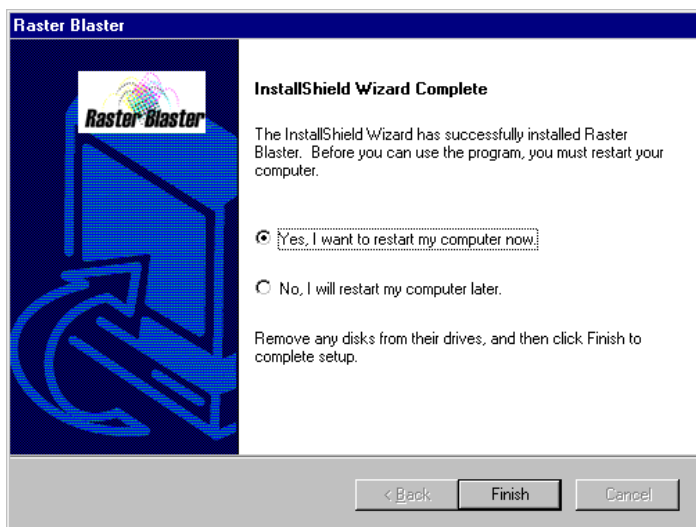 Raster Blaster
Raster Blaster
InstallShield Wizard Complete
The InstallShield Wizard has successfully installed Raster
Blaster.  Before you can use the program, you must restart your
computer.
Yes, I want to restart my computer now.
No, I will restart my computer later.
Remove any disks from their drives, and then click Finish to
complete setup.
< Back
Finish
Cancel